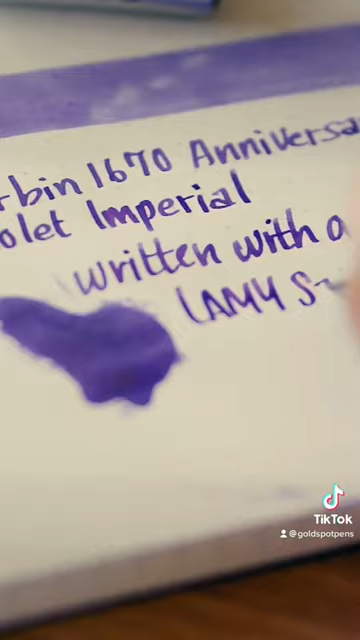 rbin 1670 Anniversa
olet Imperial
written with a
LAMY S
TikTok
@goldspotpens